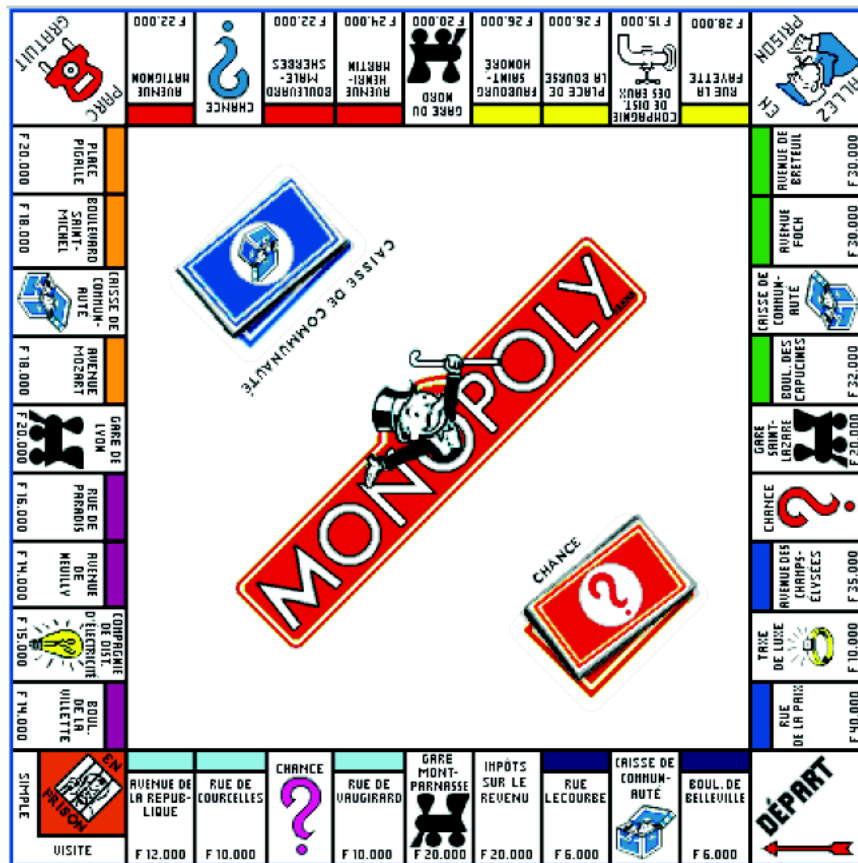 PARC
GRATUIT
AVENUE
MATIGNON
F 22.000
CHANCE
BOULEVARD
MALE-
SHERBES
F 22.000
AVENUE
HENRI-
MARTIN
F 24.000
GARE DU
NORD
F 20.000
FAUBOURG
SAINT-
HONORE
F 26.000
PLACE DE
LA BOURSE
F 26.000
COMPAGNIE
DE DIST.
DES EAUX
F 15.000
RUE LA
FAYETTE
F 28.000
ALLEZ
EN
PRISON
PLACE
PIGALLE
F 20.000
BOULEVARD
SAINT-
MICHEL
F 18.000
CAISSE DE
COMMUN-
AUTÉ
AVENUE
MOZART
F 18.000
GARE DE
LYON
F 20.000
RUE DE
PARADIS
F 16.000
AVENUE
DE
NEUILLY
F 14.000
COMPAGNIE
DE DIST.
D'ÉLECTRICITÉ
F 15.000
BOUL.
DE LA
VILLETTE
F 14.000
CAISSE DE COMMUNAUTÉ
MONOPOLY
CHANCE
?
AVENUE DE
BRETEUIL
F 30.000
AVENUE
FOCH
F 30.000
CAISSE DE
COMMUN-
AUTÉ
BOUL. DES
CAPUCINES
F 32.000
GARE
SAINT-
LAZARE
F 20.000
CHANCE
?
AVENUE DES
CHAMPS-
ÉLYSÉES
F 35.000
TAXE
DE LUXE
F 10.000
RUE
DE LA PAIX
F 40.000
SIMPLE
VISITE
EN
PRISON
AVENUE DE
LA REPUB-
LIQUE
F 12.000
RUE DE
COURCELLES
F 10.000
CHANCE
?
RUE DE
VAUGIRARD
F 10.000
GARE
MONT-
PARNASSE
F 20.000
IMPÔTS
SUR LE
REVENU
F 20.000
RUE
LECOURBE
F 6.000
CAISSE DE
COMMUN-
AUTÉ
BOUL. DE
BELLEVILLE
F 6.000
DÉPART